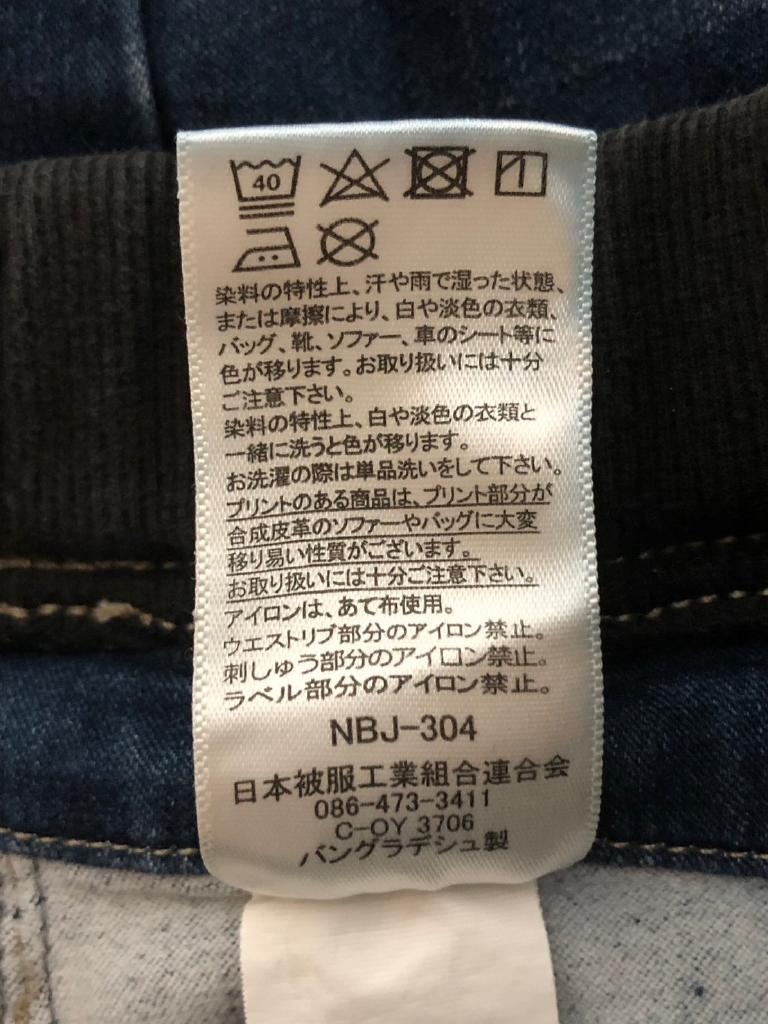 40
染料の特性上、汗や雨で湿った状態、
または摩擦により、白や淡色の衣類、
バッグ、靴、ソファー、車のシート等に
色が移ります。お取り扱いには十分
ご注意下さい。
染料の特性上、白や淡色の衣類と
一緒に洗うと色が移ります。
お洗濯の際は単品洗いをして下さい。
プリントのある商品は、プリント部分が
合成皮革のソファーやバッグに大変
移り易い性質がございます。
お取り扱いには十分ご注意下さい。
アイロンは、あて布使用。
ウエストリブ部分のアイロン禁止。
刺しゅう部分のアイロン禁止。
ラベル部分のアイロン禁止。
NBJ-304
日本被服工業組合連合会
086-473-3411
C-OY 3706
バングラデシュ製